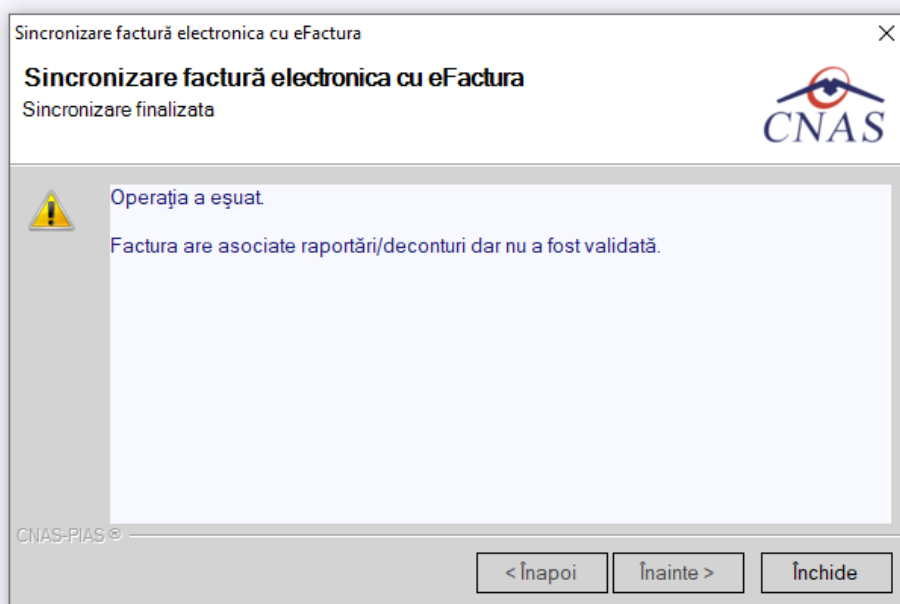 Sincronizare factură electronica cu eFactura
Sincronizare factură electronica cu eFactura
Sincronizare finalizata
CNAS
Operaţia a eşuat.
Factura are asociate raportări/deconturi dar nu a fost validată.
CNAS-PIAS ®
< Înapoi
Înainte >
Închide